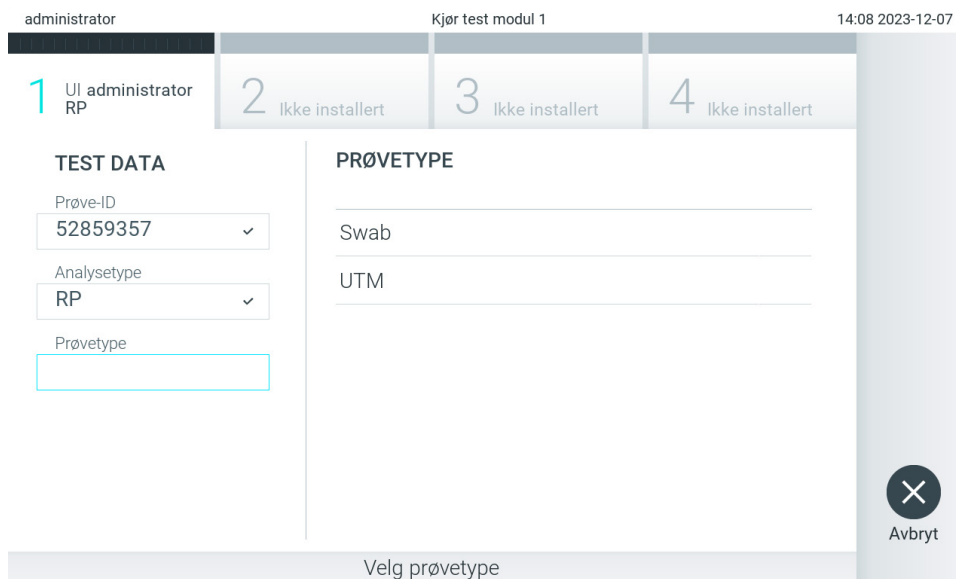 administrator
Kjør test modul 1
14:08 2023-12-07
1 UI administrator
RP
2 Ikke installert
3 Ikke installert
4 Ikke installert
TEST DATA
Prøve-ID
52859357
Analysetype
RP
Prøvetype
PRØVETYPE
Swab
UTM
Avbryt
Velg prøvetype